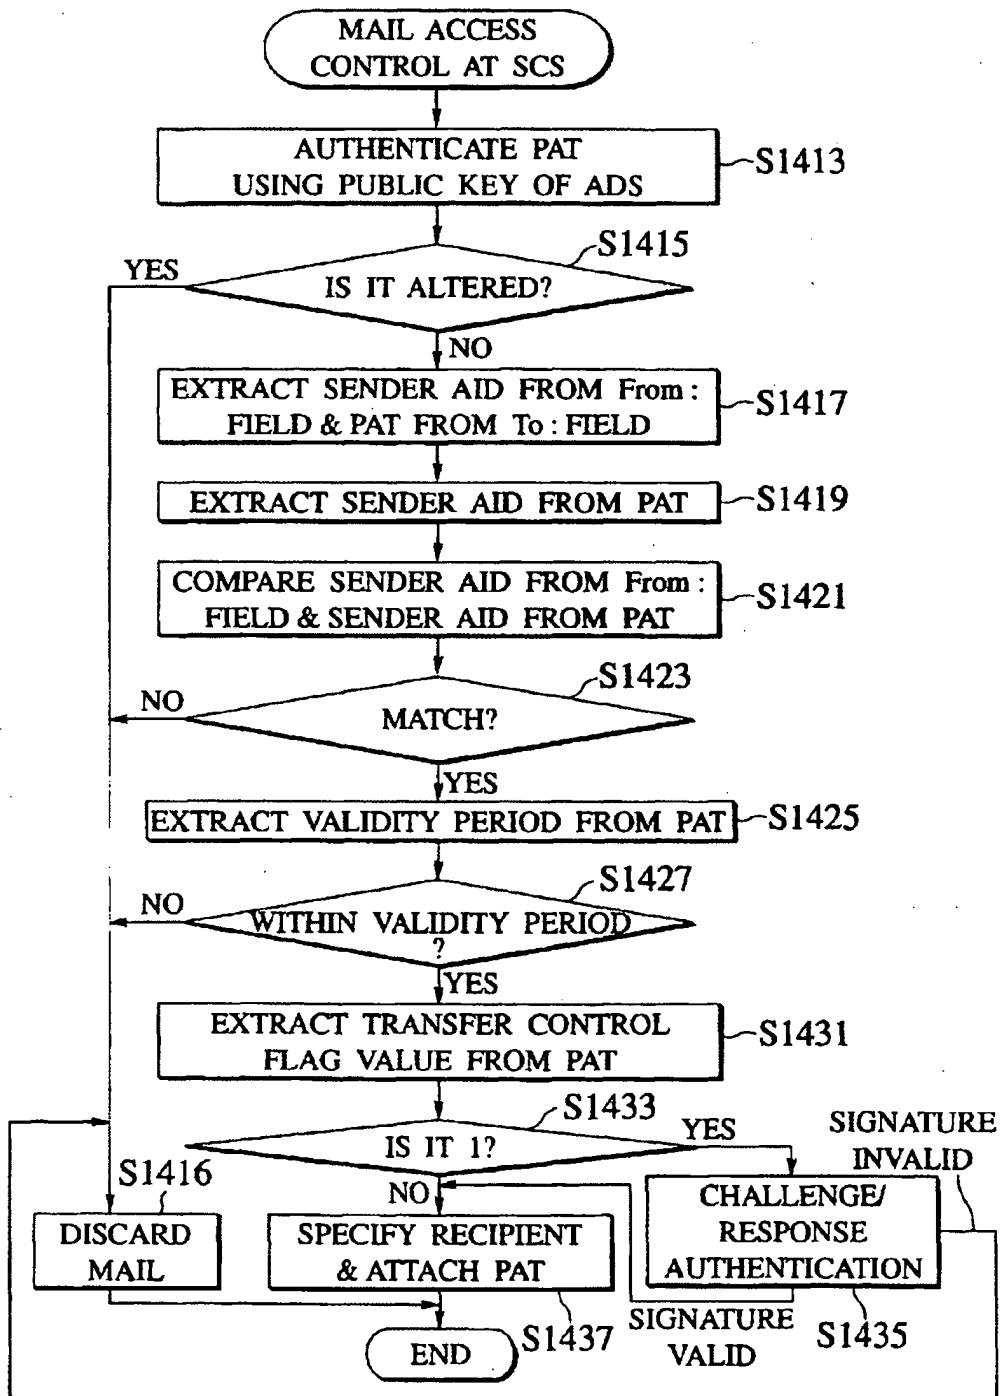 MAIL ACCESS
CONTROL AT SCS
AUTHENTICATE PAT
USING PUBLIC KEY OF ADS
S1413
S1415
YES
IS IT ALTERED?
NO
EXTRACT SENDER AID FROM From :
FIELD & PAT FROM To : FIELD
S1417
EXTRACT SENDER AID FROM PAT
S1419
COMPARE SENDER AID FROM From :
FIELD & SENDER AID FROM PAT
S1421
S1423
NO
MATCH?
YES
EXTRACT VALIDITY PERIOD FROM PAT
S1425
S1427
NO
WITHIN VALIDITY PERIOD
?
YES
EXTRACT TRANSFER CONTROL
FLAG VALUE FROM PAT
S1431
S1433
IS IT 1?
YES
SIGNATURE
INVALID
S1416
NO
DISCARD
MAIL
SPECIFY RECIPIENT
& ATTACH PAT
CHALLENGE/
RESPONSE
AUTHENTICATION
S1437
SIGNATURE
VALID
S1435
END